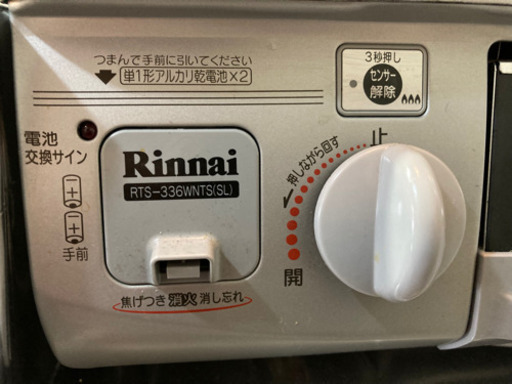 つまんで手前に引いてください
単1形アルカリ乾電池×2
3秒押し
センサー
解除
電池
交換サイン
手前
Rinnai
RTS-336WNTS(SL)
焦げつき 消火 消し忘れ
止
押しながら回す
開